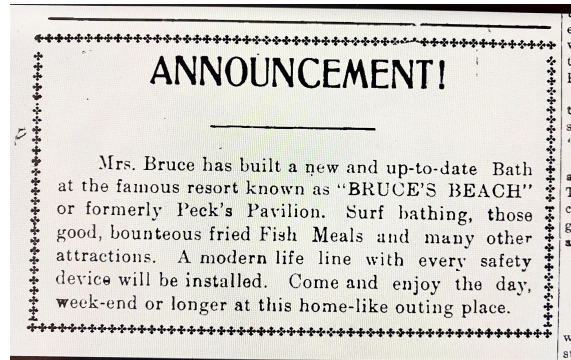 ANNOUNCEMENT!
Mrs. Bruce has built a new and up-to-date Bath
at the famous resort known as “BRUCE'S BEACH”
or formerly Peck's Pavilion. Surf bathing, those
good, bounteous fried Fish Meals and many other
attractions. A modern life line with every safety
device will be installed. Come and enjoy the day,
week-end or longer at this home-like outing place.